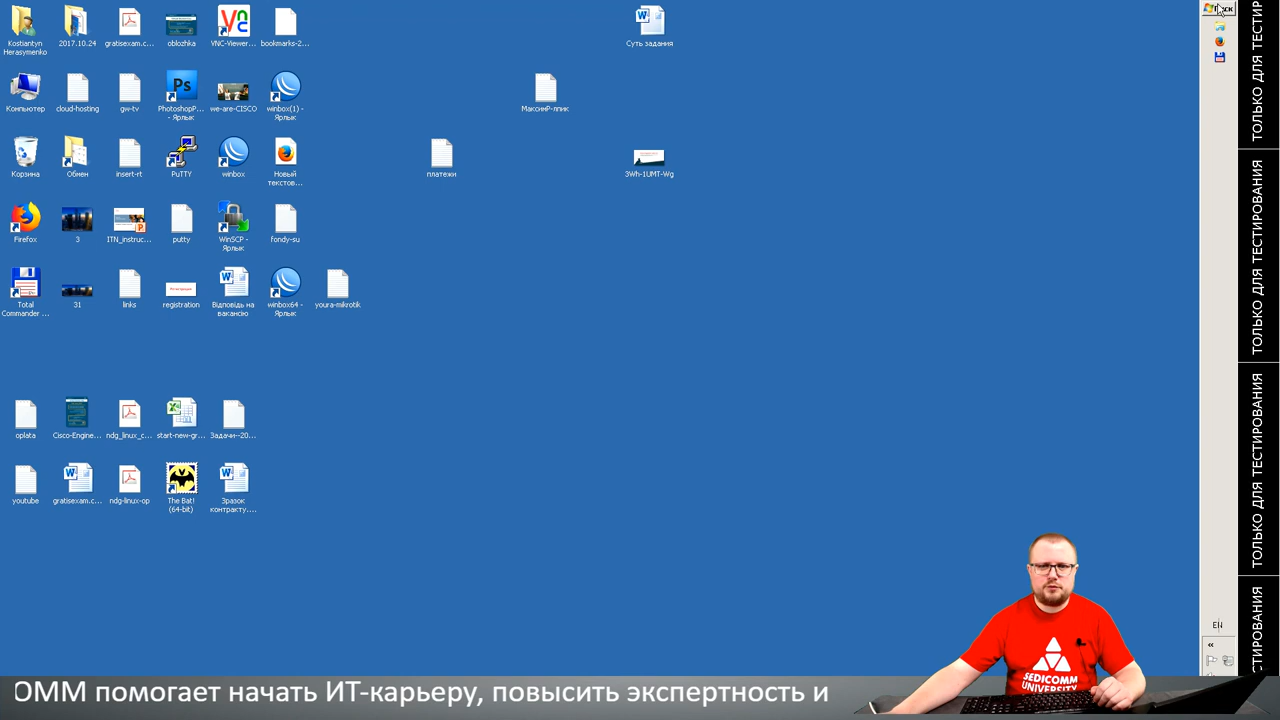 Kostiantyn
Herasymenko
2017.10.24
gratisexam.c...
oblozhka
VNC-Viewer...
bookmarks-2...
Суть задания
Компьютер
cloud-hosting
gw-tv
PhotoshopP...
- Ярлык
we-are-CISCO
winbox(1) -
Ярлык
МаксимР-ппик
Корзина
Обмен
insert-rt
PuTTY
winbox
Новый
текстов...
платежи
3Wh-1UMT-Wg
Firefox
3
ITN_instruc...
putty
WinSCP -
Ярлык
fondy-su
Total
Commander ...
31
links
registration
Відповідь на
вакансію
winbox64 -
Ярлык
youra-mikrotik
oplata
Cisco-Engine...
ndg_linux_c...
start-new-gr...
Задачи--20...
youtube
gratisexam.c...
ndg-linux-op
The Bat!
(64-bit)
Зразок
контракту....
EN
ТОЛЬКО ДЛЯ ТЕСТИР
ТОЛЬКО ДЛЯ ТЕСТИРОВАНИЯ
ТОЛЬКО ДЛЯ ТЕСТИРОВАНИЯ
СТИРОВАНИЯ
SEDICOMM
UNIVERSITY
ОММ помогает начать ИТ-карьеру, повысить экспертность и